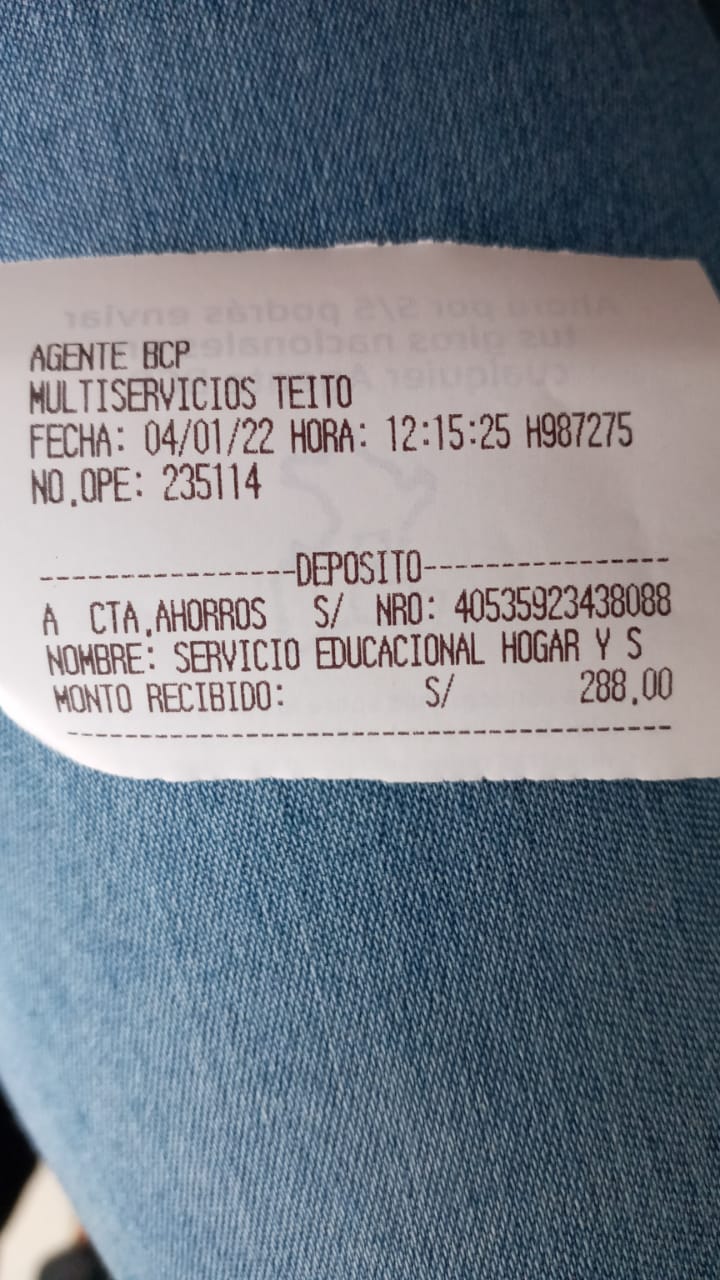 AGENTE BCP
MULTISERVICIOS TEITO
FECHA: 04/01/22 HORA: 12:15:25 H987275
NO.OPE: 235114
----------------DEPOSITO----------------
A CTA.AHORROS S/ NRO: 40535923438088
NOMBRE: SERVICIO EDUCACIONAL HOGAR Y S
MONTO RECIBIDO: S/ 288.00